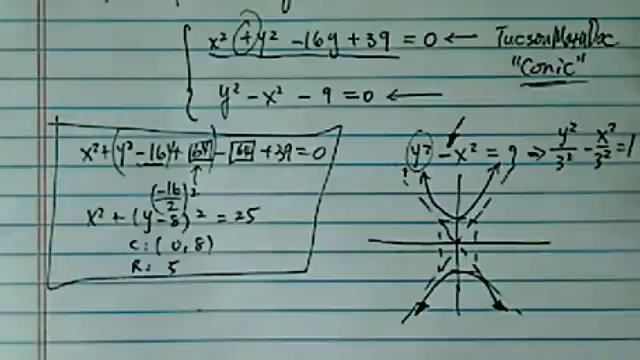 x² + y² - 16y + 39 = 0 ← TucsonMathDoc
"Conic"
y² - x² - 9 = 0 ←
x² + (y² - 16y + 64) - 64 + 39 = 0
(-16/2)²
x² + (y - 8)² = 25
C: (0, 8)
R: 5
y² - x² = 9 ⇒ y²/3² - x²/3² = 1